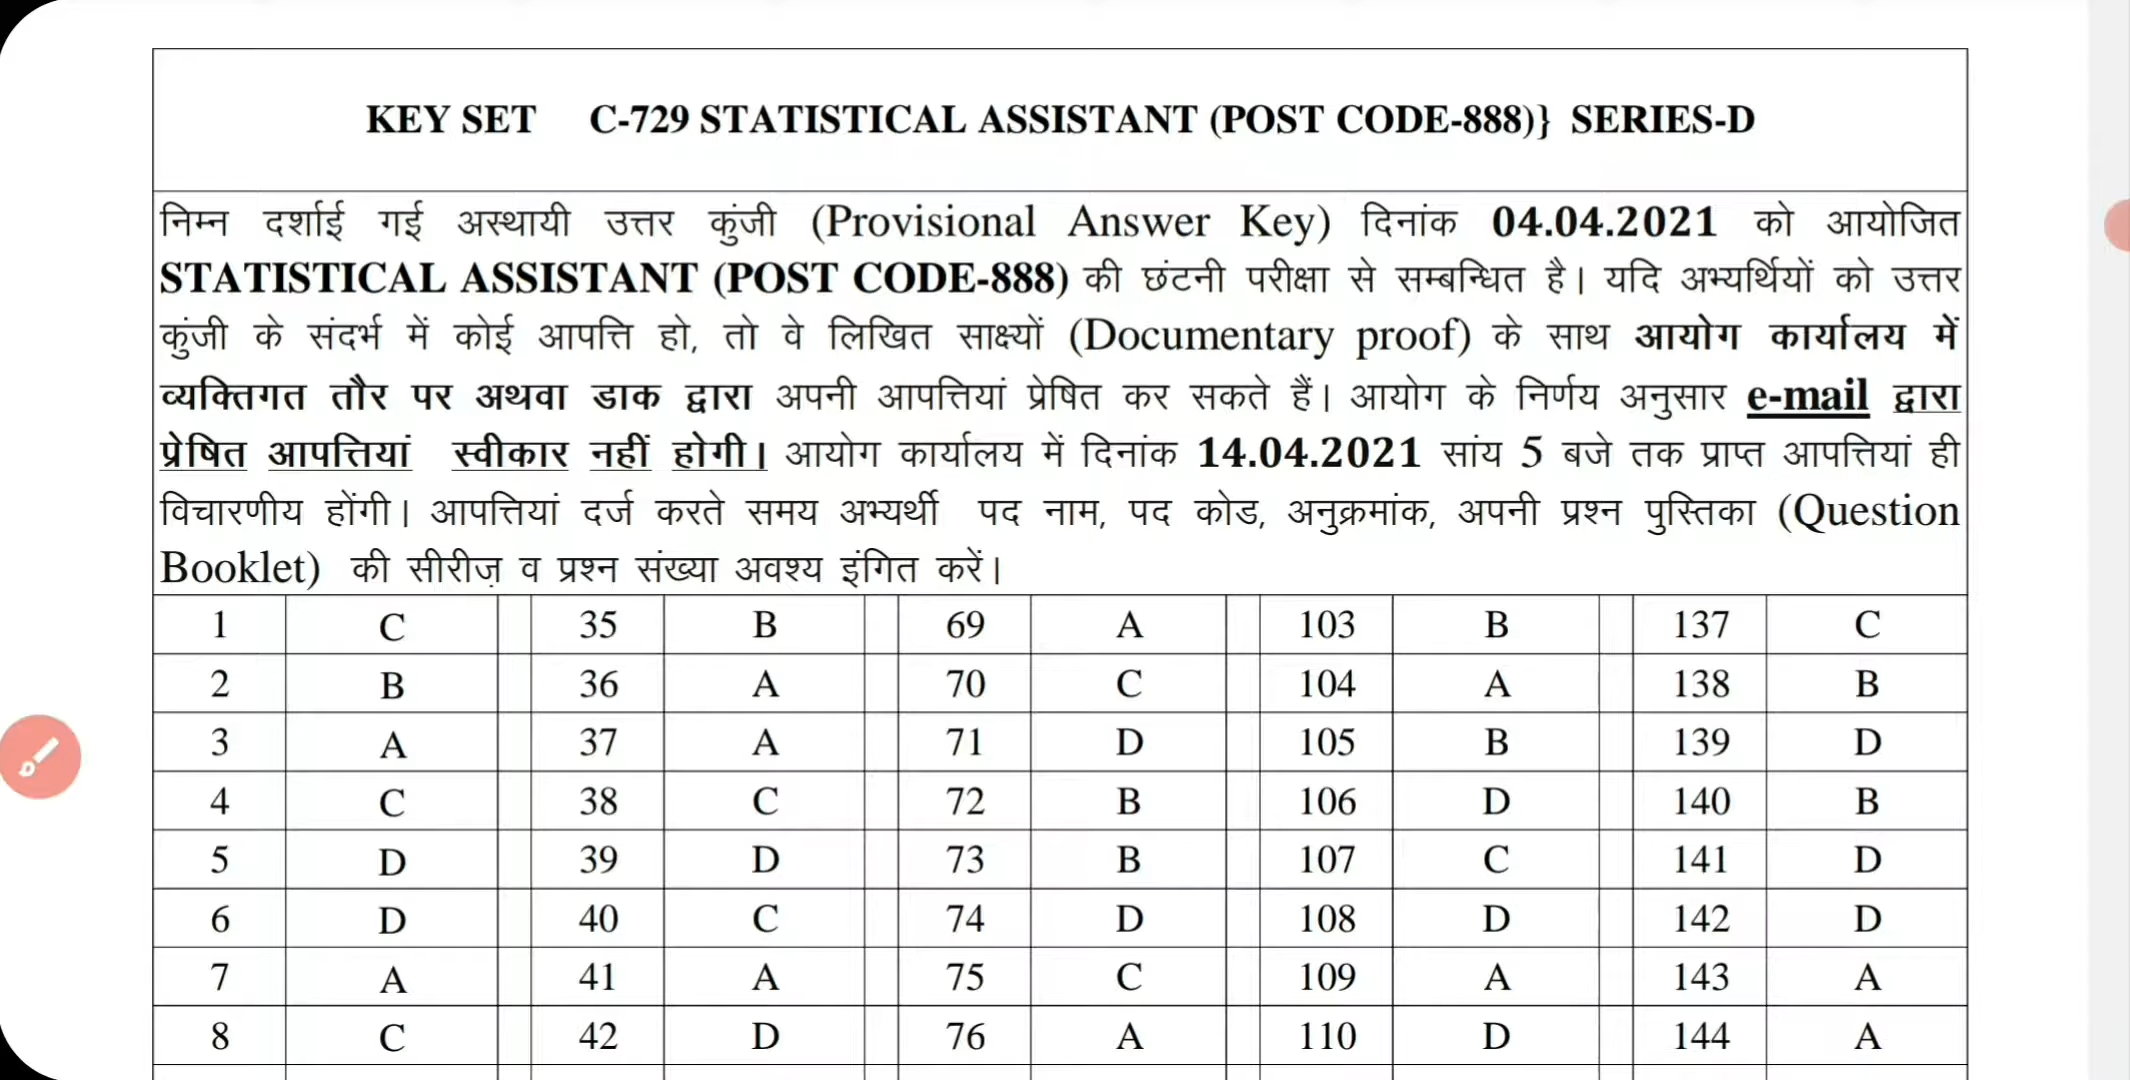 KEY SET C-729 STATISTICAL ASSISTANT (POST CODE-888)} SERIES-D
निम्न दर्शाई गई अस्थायी उत्तर कुंजी (Provisional Answer Key) दिनांक 04.04.2021 को आयोजित
STATISTICAL ASSISTANT (POST CODE-888) की छंटनी परीक्षा से सम्बन्धित है। यदि अभ्यर्थियों को उत्तर
कुंजी के संदर्भ में कोई आपत्ति हो, तो वे लिखित साक्ष्यों (Documentary proof) के साथ आयोग कार्यालय में
व्यक्तिगत तौर पर अथवा डाक द्वारा अपनी आपत्तियां प्रेषित कर सकते हैं। आयोग के निर्णय अनुसार e-mail द्वारा
प्रेषित आपत्तियां स्वीकार नहीं होगी। आयोग कार्यालय में दिनांक 14.04.2021 सांय 5 बजे तक प्राप्त आपत्तियां ही
विचारणीय होंगी। आपत्तियां दर्ज करते समय अभ्यर्थी पद नाम, पद कोड, अनुक्रमांक, अपनी प्रश्न पुस्तिका (Question
Booklet) की सीरीज़ व प्रश्न संख्या अवश्य इंगित करें।
1 C 35 B 69 A 103 B 137 C
2 B 36 A 70 C 104 A 138 B
3 A 37 A 71 D 105 B 139 D
4 C 38 C 72 B 106 D 140 B
5 D 39 D 73 B 107 C 141 D
6 D 40 C 74 D 108 D 142 D
7 A 41 A 75 C 109 A 143 A
8 C 42 D 76 A 110 D 144 A